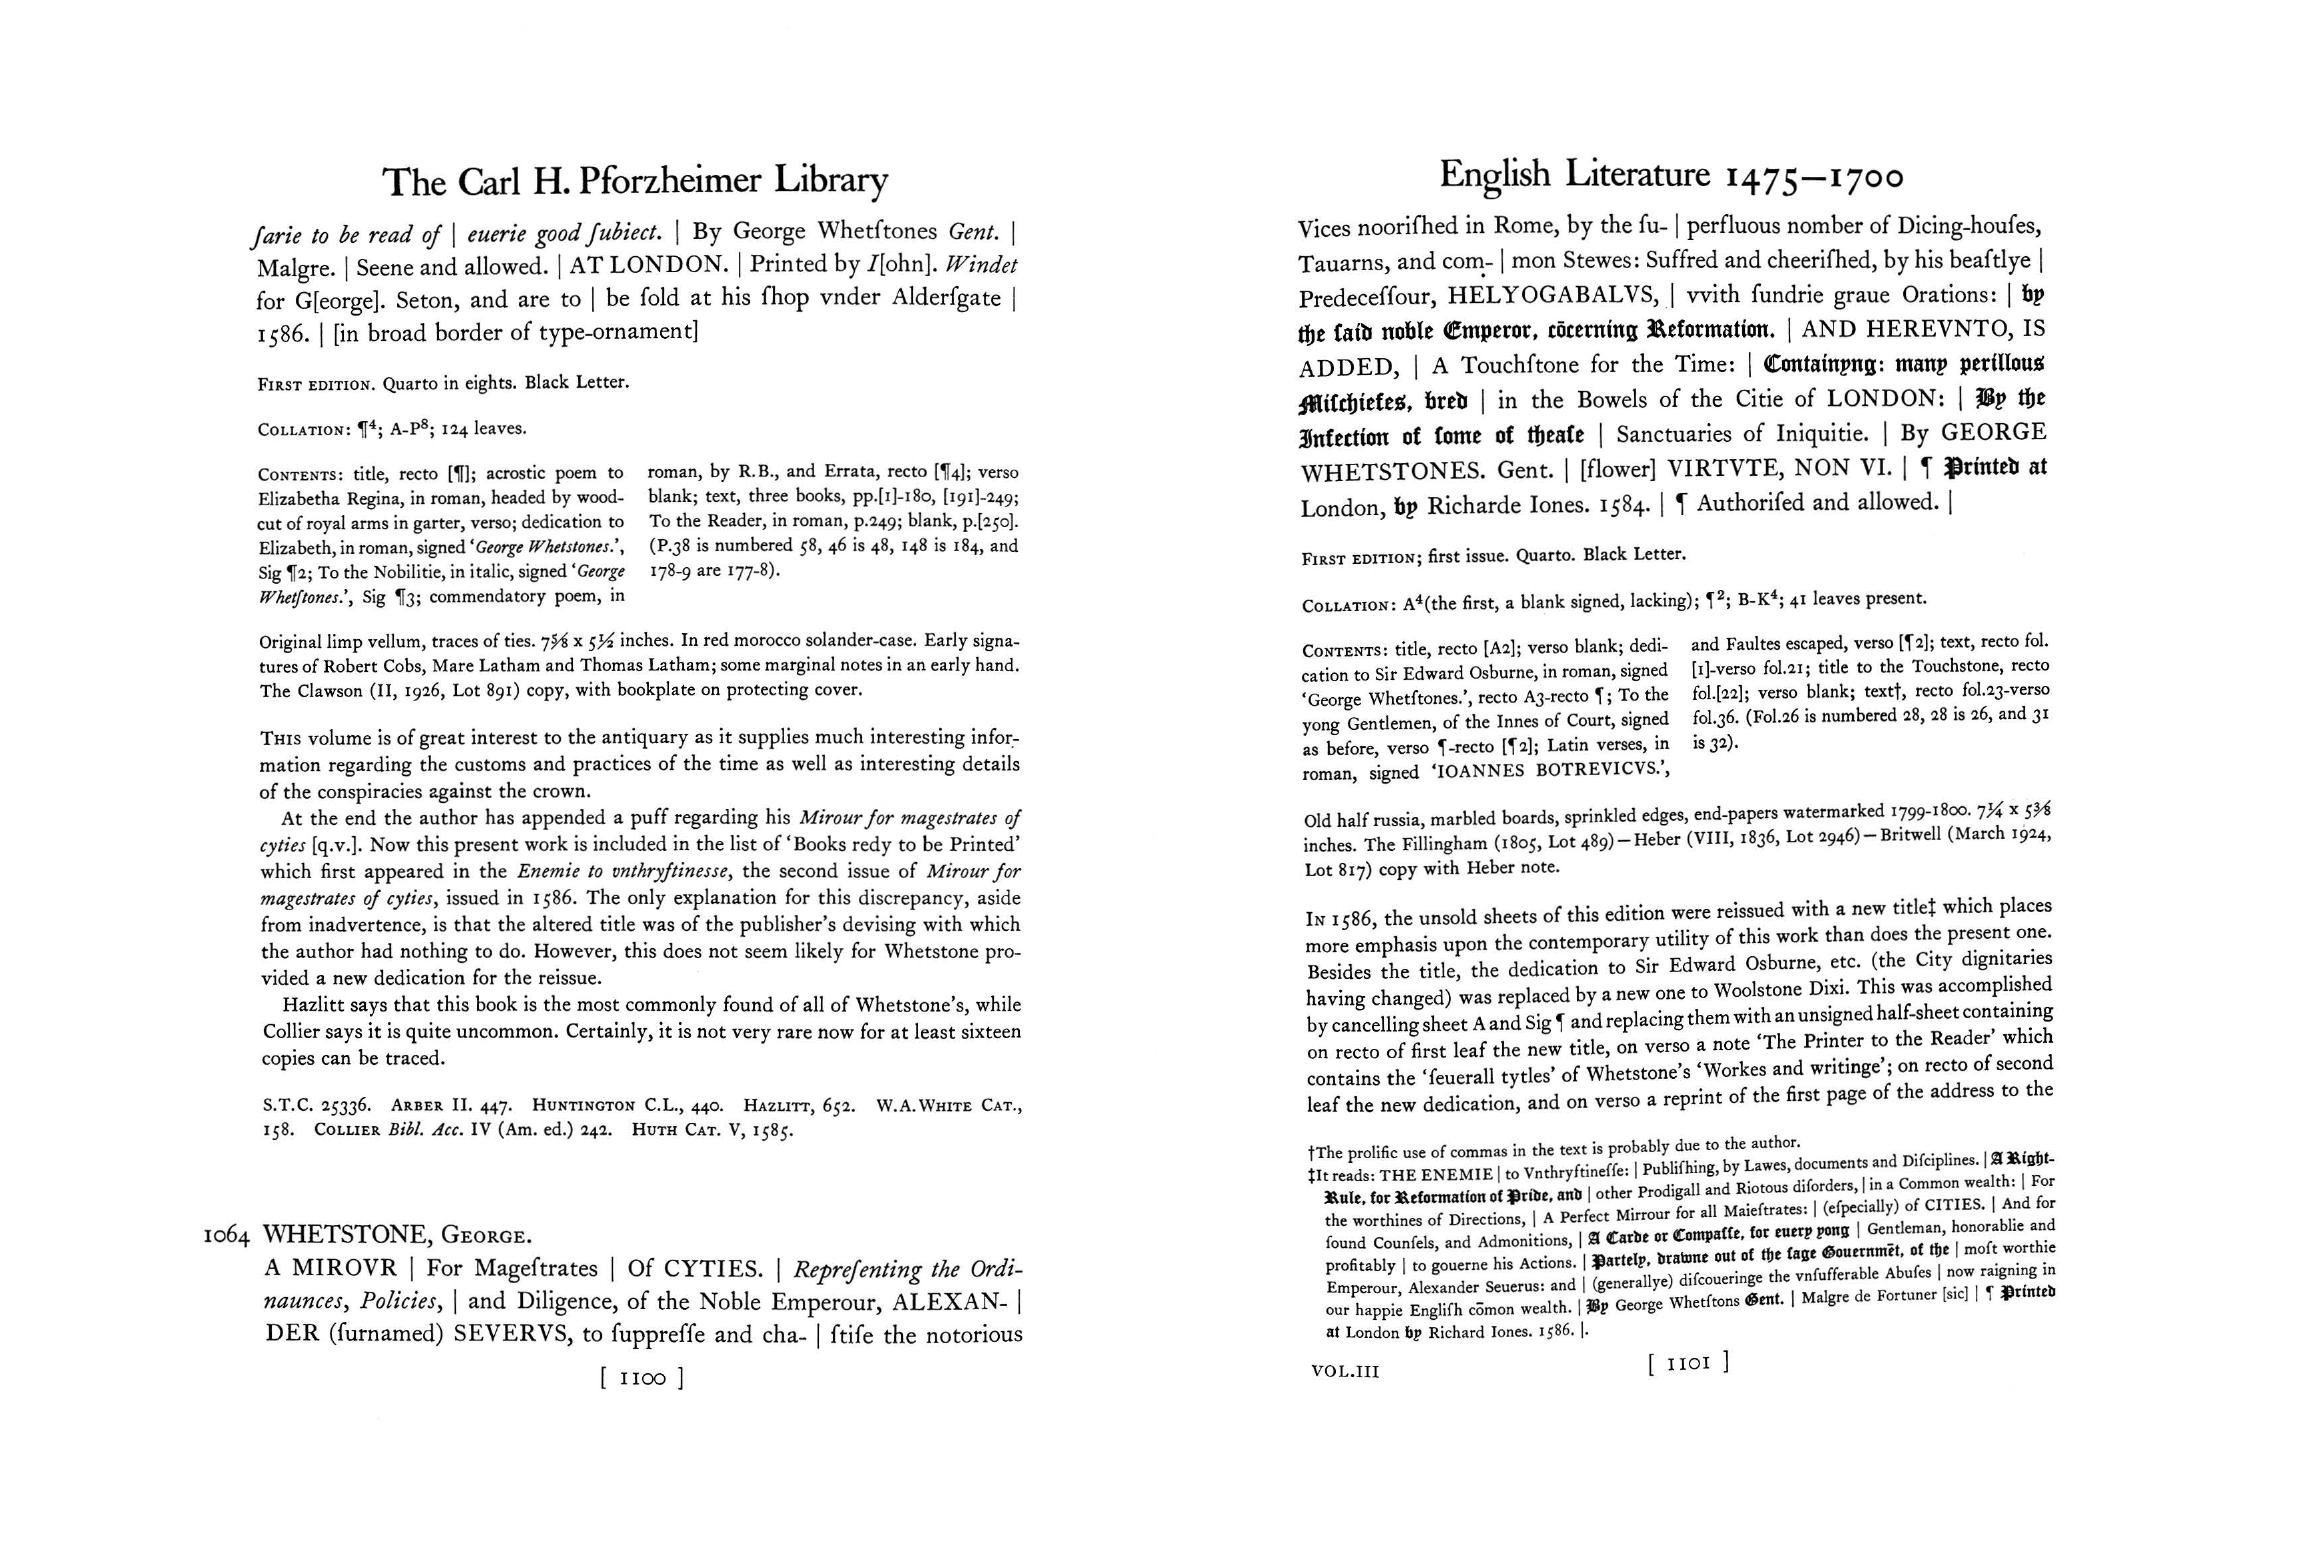 The Carl H. Pforzheimer Library
ſarie to be read of | euerie good ſubiect. | By George Whetſtones Gent. |
Malgre. | Seene and allowed. | AT LONDON. | Printed by I[ohn]. Windet
for G[eorge]. Seton, and are to | be ſold at his ſhop vnder Alderſgate |
1586. | [in broad border of type-ornament]
FIRST EDITION. Quarto in eights. Black Letter.
COLLATION: ¶⁴; A-P⁸; 124 leaves.
CONTENTS: title, recto [¶]; acrostic poem to
Elizabetha Regina, in roman, headed by wood-
cut of royal arms in garter, verso; dedication to
Elizabeth, in roman, signed ‘George Whetstones.’,
Sig ¶2; To the Nobilitie, in italic, signed ‘George
Whetſtones.’, Sig ¶3; commendatory poem, in
roman, by R.B., and Errata, recto [¶4]; verso
blank; text, three books, pp.[1]-180, [191]-249;
To the Reader, in roman, p.249; blank, p.[250].
(P.38 is numbered 58, 46 is 48, 148 is 184, and
178-9 are 177-8).
Original limp vellum, traces of ties. 7⅝ x 5½ inches. In red morocco solander-case. Early signa-
tures of Robert Cobs, Mare Latham and Thomas Latham; some marginal notes in an early hand.
The Clawson (II, 1926, Lot 891) copy, with bookplate on protecting cover.
THIS volume is of great interest to the antiquary as it supplies much interesting infor-
mation regarding the customs and practices of the time as well as interesting details
of the conspiracies against the crown.
At the end the author has appended a puff regarding his Mirour for magestrates of
cyties [q.v.]. Now this present work is included in the list of ‘Books redy to be Printed’
which first appeared in the Enemie to vnthryftinesse, the second issue of Mirour for
magestrates of cyties, issued in 1586. The only explanation for this discrepancy, aside
from inadvertence, is that the altered title was of the publisher’s devising with which
the author had nothing to do. However, this does not seem likely for Whetstone pro-
vided a new dedication for the reissue.
Hazlitt says that this book is the most commonly found of all of Whetstone’s, while
Collier says it is quite uncommon. Certainly, it is not very rare now for at least sixteen
copies can be traced.
S.T.C. 25336. ARBER II. 447. HUNTINGTON C.L., 440. HAZLITT, 652. W.A.WHITE CAT.,
158. COLLIER Bibl. Acc. IV (Am. ed.) 242. HUTH CAT. V, 1585.
1064 WHETSTONE, GEORGE.
A MIROVR | For Mageſtrates | Of CYTIES. | Repreſenting the Ordi-
naunces, Policies, | and Diligence, of the Noble Emperour, ALEXAN- |
DER (ſurnamed) SEVERVS, to ſuppreſſe and cha- | ſtiſe the notorious
[ 1100 ]
English Literature 1475—1700
Vices nooriſhed in Rome, by the ſu- | perfluous nomber of Dicing-houſes,
Tauarns, and com- | mon Stewes: Suffred and cheeriſhed, by his beaſtlye |
Predeceſſour, HELYOGABALVS, | vvith ſundrie graue Orations: | by
the ſaid noble Emperor, cōcerning Reformation. | AND HEREVNTO, IS
ADDED, | A Touchſtone for the Time: | Containyng: many perillous
Miſchiefes, bred | in the Bowels of the Citie of LONDON: | By the
Infection of ſome of theaſe | Sanctuaries of Iniquitie. | By GEORGE
WHETSTONES. Gent. | [flower] VIRTVTE, NON VI. | ¶ Printed at
London, by Richarde Iones. 1584. | ¶ Authoriſed and allowed. |
FIRST EDITION; first issue. Quarto. Black Letter.
COLLATION: A⁴(the first, a blank signed, lacking); ¶²; B-K⁴; 41 leaves present.
CONTENTS: title, recto [A2]; verso blank; dedi-
cation to Sir Edward Osburne, in roman, signed
‘George Whetſtones.’, recto A3-recto ¶; To the
yong Gentlemen, of the Innes of Court, signed
as before, verso ¶-recto [¶2]; Latin verses, in
roman, signed ‘IOANNES BOTREVICVS.’,
and Faultes escaped, verso [¶2]; text, recto fol.
[1]-verso fol.21; title to the Touchstone, recto
fol.[22]; verso blank; text†, recto fol.23-verso
fol.36. (Fol.26 is numbered 28, 28 is 26, and 31
is 32).
Old half russia, marbled boards, sprinkled edges, end-papers watermarked 1799-1800. 7¼ x 5⅜
inches. The Fillingham (1805, Lot 489)—Heber (VIII, 1836, Lot 2946)—Britwell (March 1924,
Lot 817) copy with Heber note.
IN 1586, the unsold sheets of this edition were reissued with a new title‡ which places
more emphasis upon the contemporary utility of this work than does the present one.
Besides the title, the dedication to Sir Edward Osburne, etc. (the City dignitaries
having changed) was replaced by a new one to Woolstone Dixi. This was accomplished
by cancelling sheet A and Sig ¶ and replacing them with an unsigned half-sheet containing
on recto of first leaf the new title, on verso a note ‘The Printer to the Reader’ which
contains the ‘ſeuerall tytles’ of Whetstone’s ‘Workes and writinge’; on recto of second
leaf the new dedication, and on verso a reprint of the first page of the address to the
†The prolific use of commas in the text is probably due to the author.
‡It reads: THE ENEMIE | to Vnthryftineſſe: | Publiſhing, by Lawes, documents and Diſciplines. | A Right-
Rule, for Reformation of Pride, and | other Prodigall and Riotous diſorders, | in a Common wealth: | For
the worthines of Directions, | A Perfect Mirrour for all Maieſtrates: | (eſpecially) of CITIES. | And for
ſound Counſels, and Admonitions, | A Carde or Compaſſe, for euery yong | Gentleman, honorablie and
profitably | to gouerne his Actions. | Partely, drawne out of the ſage Gouernmēt, of the | moſt worthie
Emperour, Alexander Seuerus: and | (generallye) diſcoueringe the vnſufferable Abuſes | now raigning in
our happie Engliſh cōmon wealth. | By George Whetſtons Gent. | Malgre de Fortuner [sic] | ¶ Printed
at London by Richard Iones. 1586. |.
VOL.III
[ 1101 ]